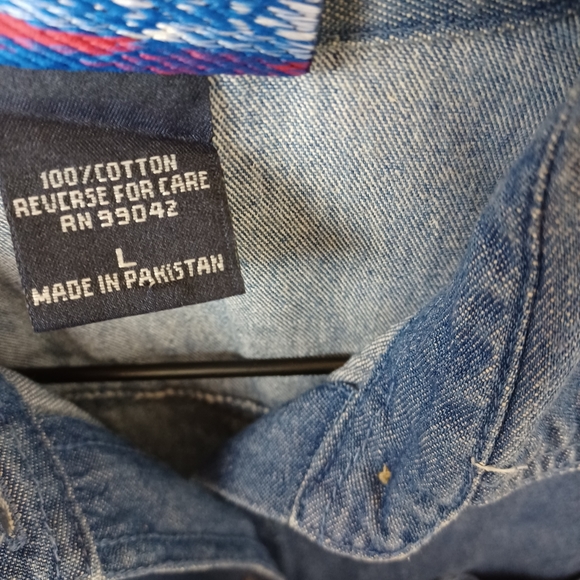 100% COTTON
REVERSE FOR CARE
RN 99042
L
MADE IN PAKISTAN